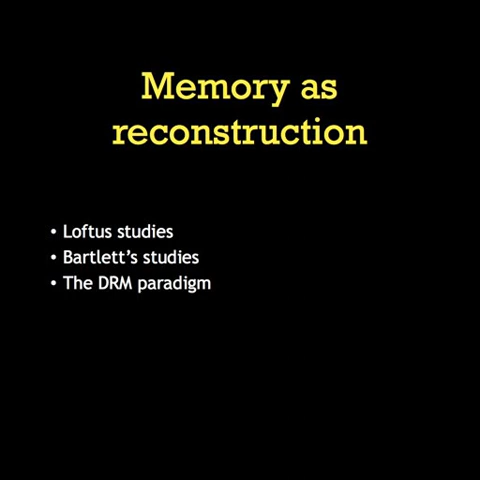 Memory as
reconstruction
• Loftus studies
• Bartlett's studies
• The DRM paradigm